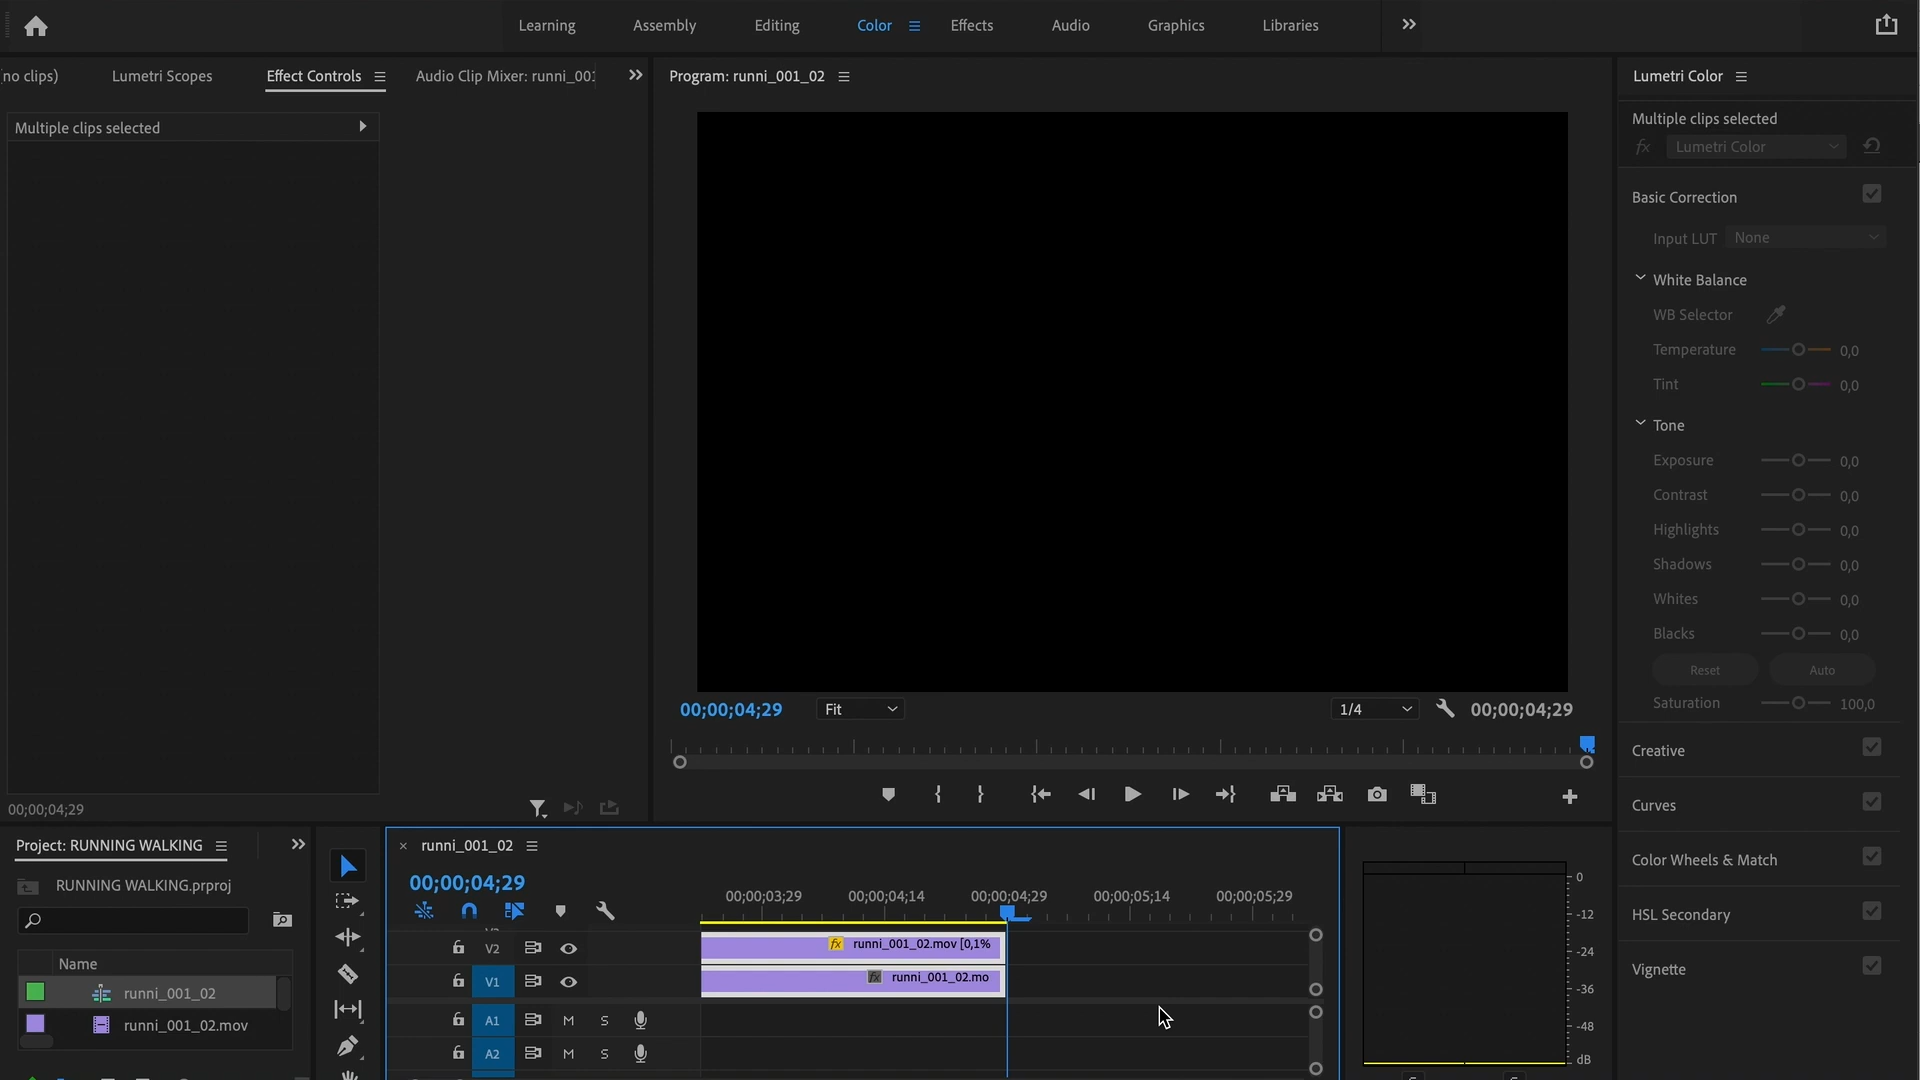 Learning Assembly Editing Color Effects Audio Graphics Libraries
no clips) Lumetri Scopes Effect Controls Audio Clip Mixer: runni_001
Program: runni_001_02
Lumetri Color
Multiple clips selected
Multiple clips selected
fx Lumetri Color
Basic Correction
Input LUT None
White Balance
WB Selector
Temperature 0,0
Tint 0,0
Tone
Exposure 0,0
Contrast 0,0
Highlights 0,0
Shadows 0,0
Whites 0,0
Blacks 0,0
Reset Auto
Saturation 100,0
Creative
Curves
Color Wheels & Match
HSL Secondary
Vignette
00;00;04;29 Fit 1/4 00;00;04;29
00;00;04;29
Project: RUNNING WALKING
RUNNING WALKING.prproj
Name
runni_001_02
runni_001_02.mov
× runni_001_02
00;00;04;29
00;00;03;29 00;00;04;14 00;00;04;29 00;00;05;14 00;00;05;29
V2 fx runni_001_02.mov [0,1%
V1 fx runni_001_02.mo
A1 M S
A2 M S
0
-12
-24
-36
-48
dB